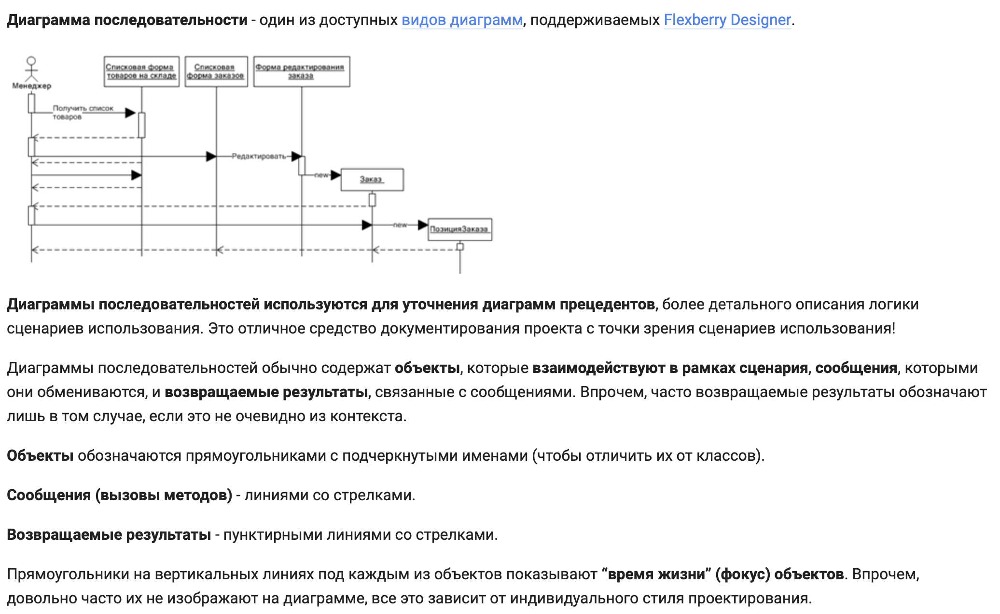 Диаграмма последовательности - один из доступных видов диаграмм, поддерживаемых Flexberry Designer.
Менеджер
Списковая форма
товаров на складе
Списковая
форма заказов
Форма редактирования
заказа
Получить список
товаров
Редактировать
new
Заказ
new
ПозицияЗаказа
Диаграммы последовательностей используются для уточнения диаграмм прецедентов, более детального описания логики
сценариев использования. Это отличное средство документирования проекта с точки зрения сценариев использования!
Диаграммы последовательностей обычно содержат объекты, которые взаимодействуют в рамках сценария, сообщения, которыми
они обмениваются, и возвращаемые результаты, связанные с сообщениями. Впрочем, часто возвращаемые результаты обозначают
лишь в том случае, если это не очевидно из контекста.
Объекты обозначаются прямоугольниками с подчеркнутыми именами (чтобы отличить их от классов).
Сообщения (вызовы методов) - линиями со стрелками.
Возвращаемые результаты - пунктирными линиями со стрелками.
Прямоугольники на вертикальных линиях под каждым из объектов показывают “время жизни” (фокус) объектов. Впрочем,
довольно часто их не изображают на диаграмме, все это зависит от индивидуального стиля проектирования.